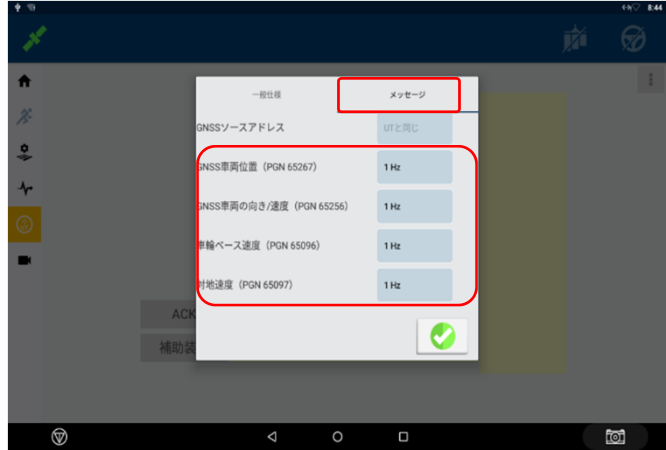 8:44
一般仕様
メッセージ
GNSSソースアドレス
UTと同じ
GNSS車両位置（PGN 65267）
1 Hz
GNSS車両の向き/速度（PGN 65256）
1 Hz
車輪ベース速度（PGN 65096）
1 Hz
対地速度（PGN 65097）
1 Hz
ACK
補助装